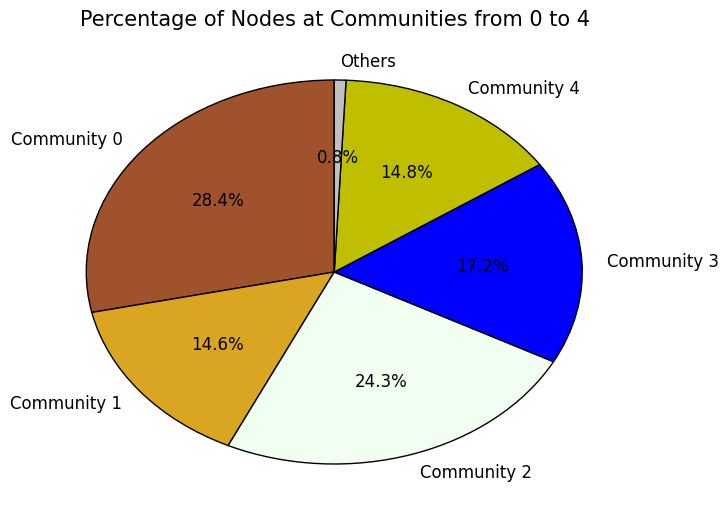 Percentage of Nodes at Communities from 0 to 4
Others
Community 4
Community 0
0.8%
14.8%
28.4%
Community 3
17.2%
14.6%
24.3%
Community 1
Community 2